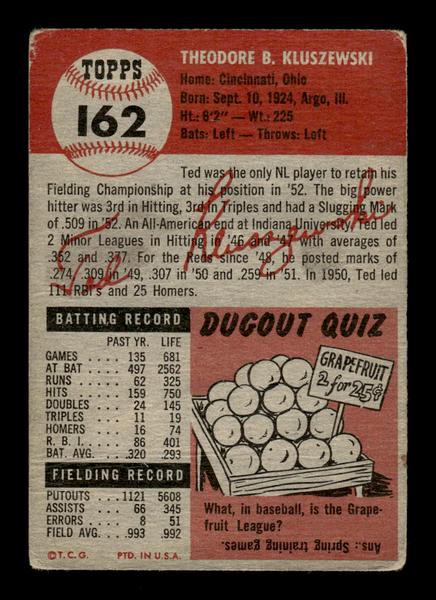 TOPPS
162
THEODORE B. KLUSZEWSKI
Home: Cincinnati, Ohio
Born: Sept. 10, 1924, Argo, Ill.
Ht.: 6'2" — Wt.: 225
Bats: Left — Throws: Left
Ted was the only NL player to retain his
Fielding Championship at his position in '52. The big power
hitter was 3rd in Hitting, 3rd in Triples and had a Slugging Mark
of .509 in '52. An All-American end at Indiana University, Ted led
2 Minor Leagues in Hitting in '46 and '47 with averages of
.352 and .377. For the Reds since '48, he posted marks of
.274, .309 in '49, .307 in '50 and .259 in '51. In 1950, Ted led
111 RBI's and 25 Homers.
Ted Kluszewski
BATTING RECORD
PAST YR. LIFE
GAMES 135 681
AT BAT 497 2562
RUNS 62 325
HITS 159 750
DOUBLES 24 145
TRIPLES 11 19
HOMERS 16 74
R. B. I. 86 401
BAT. AVG. .320 .293
FIELDING RECORD
PUTOUTS 1121 5608
ASSISTS 66 345
ERRORS 8 51
FIELD AVG. .993 .992
©T.C.G. PTD. IN U.S.A.
DUGOUT QUIZ
GRAPEFRUIT
2 for 25¢
What, in baseball, is the Grape-
fruit League?
Ans.: Spring training games.